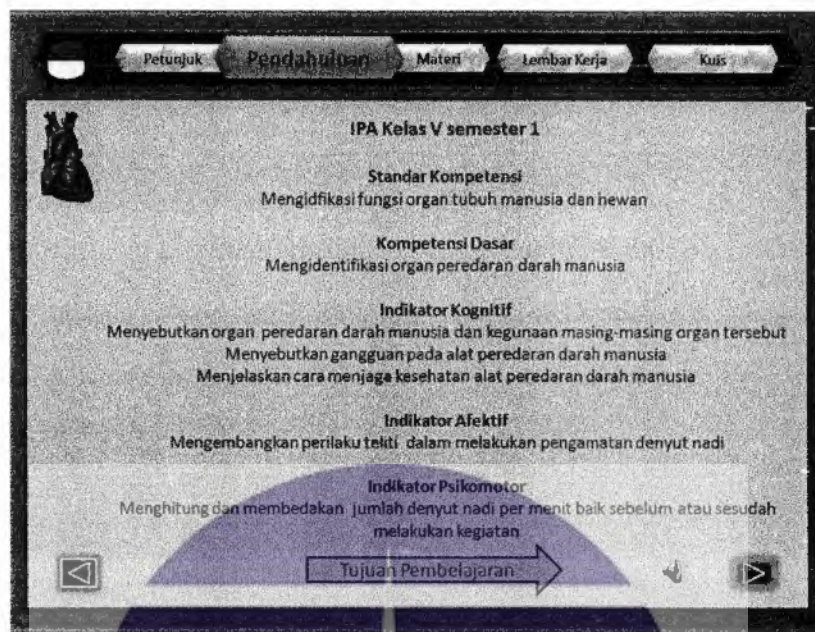 Petunjuk
Pendahuluan
Materi
Lembar Kerja
Kuis
IPA Kelas V semester 1
Standar Kompetensi
Mengidfikasi fungsi organ tubuh manusia dan hewan
Kompetensi Dasar
Mengidentifikasi organ peredaran darah manusia
Indikator Kognitif
Menyebutkan organ peredaran darah manusia dan kegunaan masing-masing organ tersebut
Menyebutkan gangguan pada alat peredaran darah manusia
Menjelaskan cara menjaga kesehatan alat peredaran darah manusia
Indikator Afektif
Mengembangkan perilaku tekti dalam melakukan pengamatan denyut nadi
Indikator Psikomotor
Menghitung dan membedakan jumlah denyut nadi per menit baik sebelum atau sesudah
melakukan kegiatan
Tujuan Pembelajaran